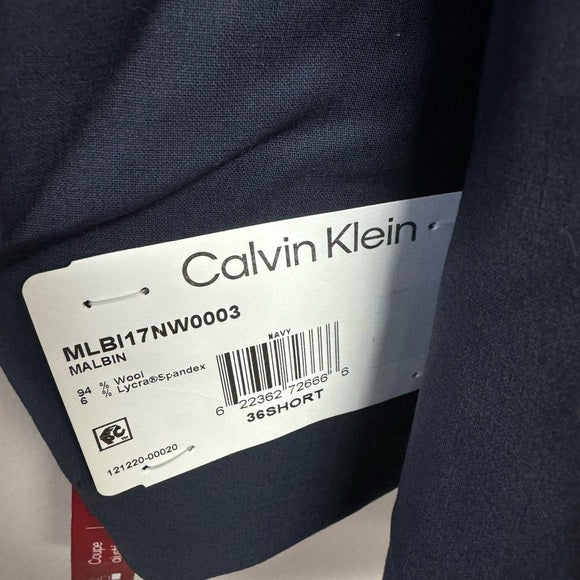 Calvin Klein
MLBI17NW0003
MALBIN
NAVY
94 % Wool
6 % Lycra®Spandex
6 22362 72666 6
36SHORT
121220-00020
Coupe